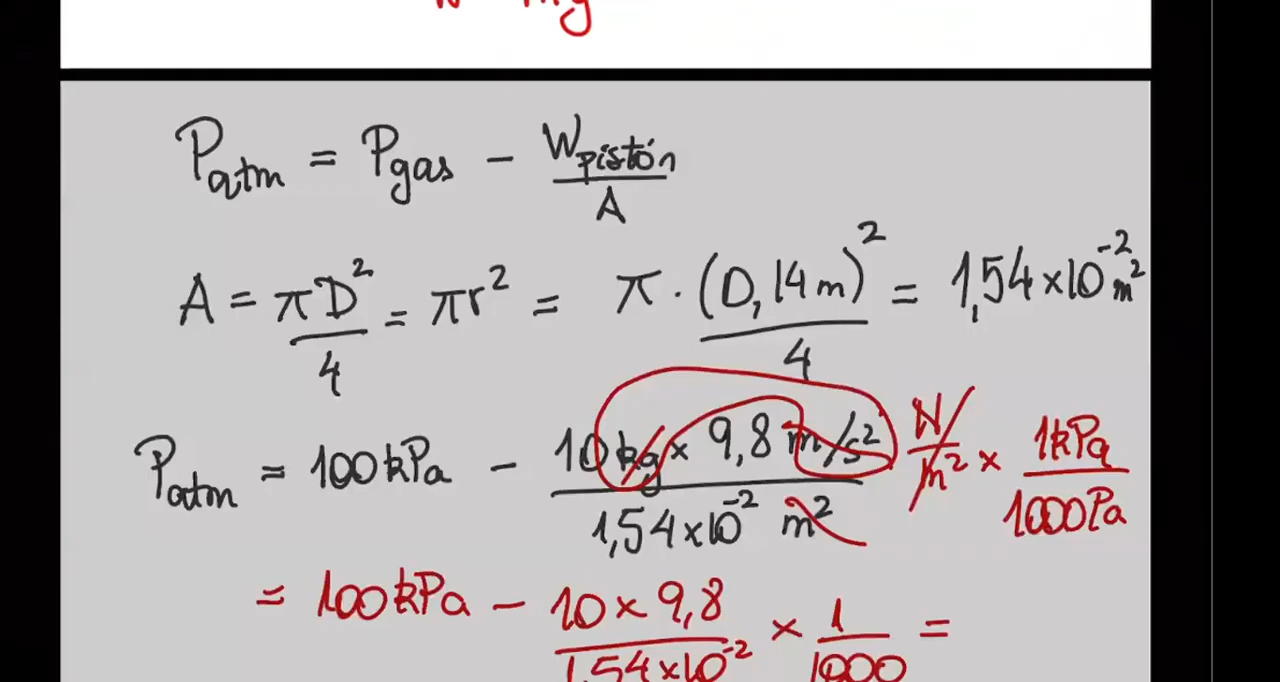 W = mg
P_atm = P_gas - W_pistón / A
A = πD² / 4 = πr² = π · (0,14 m)² / 4 = 1,54 x 10⁻² m²
P_atm = 100 kPa - 10 kg x 9,8 m/s² / 1,54 x 10⁻² m² N/m² x 1kPa / 1000Pa
= 100 kPa - 10 x 9,8 / 1,54 x 10⁻² x 1 / 1000 =